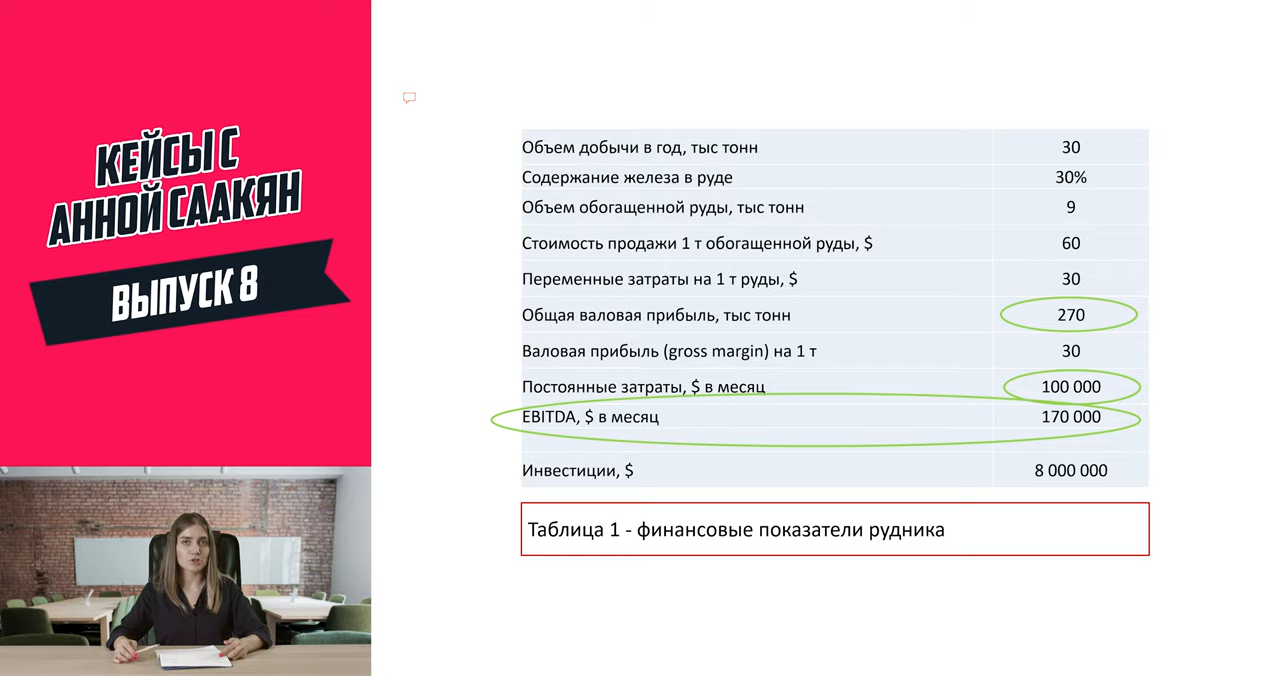 КЕЙСЫ С
АННОЙ СААКЯН
ВЫПУСК 8
Объем добычи в год, тыс тонн 30
Содержание железа в руде 30%
Объем обогащенной руды, тыс тонн 9
Стоимость продажи 1 т обогащенной руды, $ 60
Переменные затраты на 1 т руды, $ 30
Общая валовая прибыль, тыс тонн 270
Валовая прибыль (gross margin) на 1 т 30
Постоянные затраты, $ в месяц 100 000
EBITDA, $ в месяц 170 000
Инвестиции, $ 8 000 000
Таблица 1 - финансовые показатели рудника